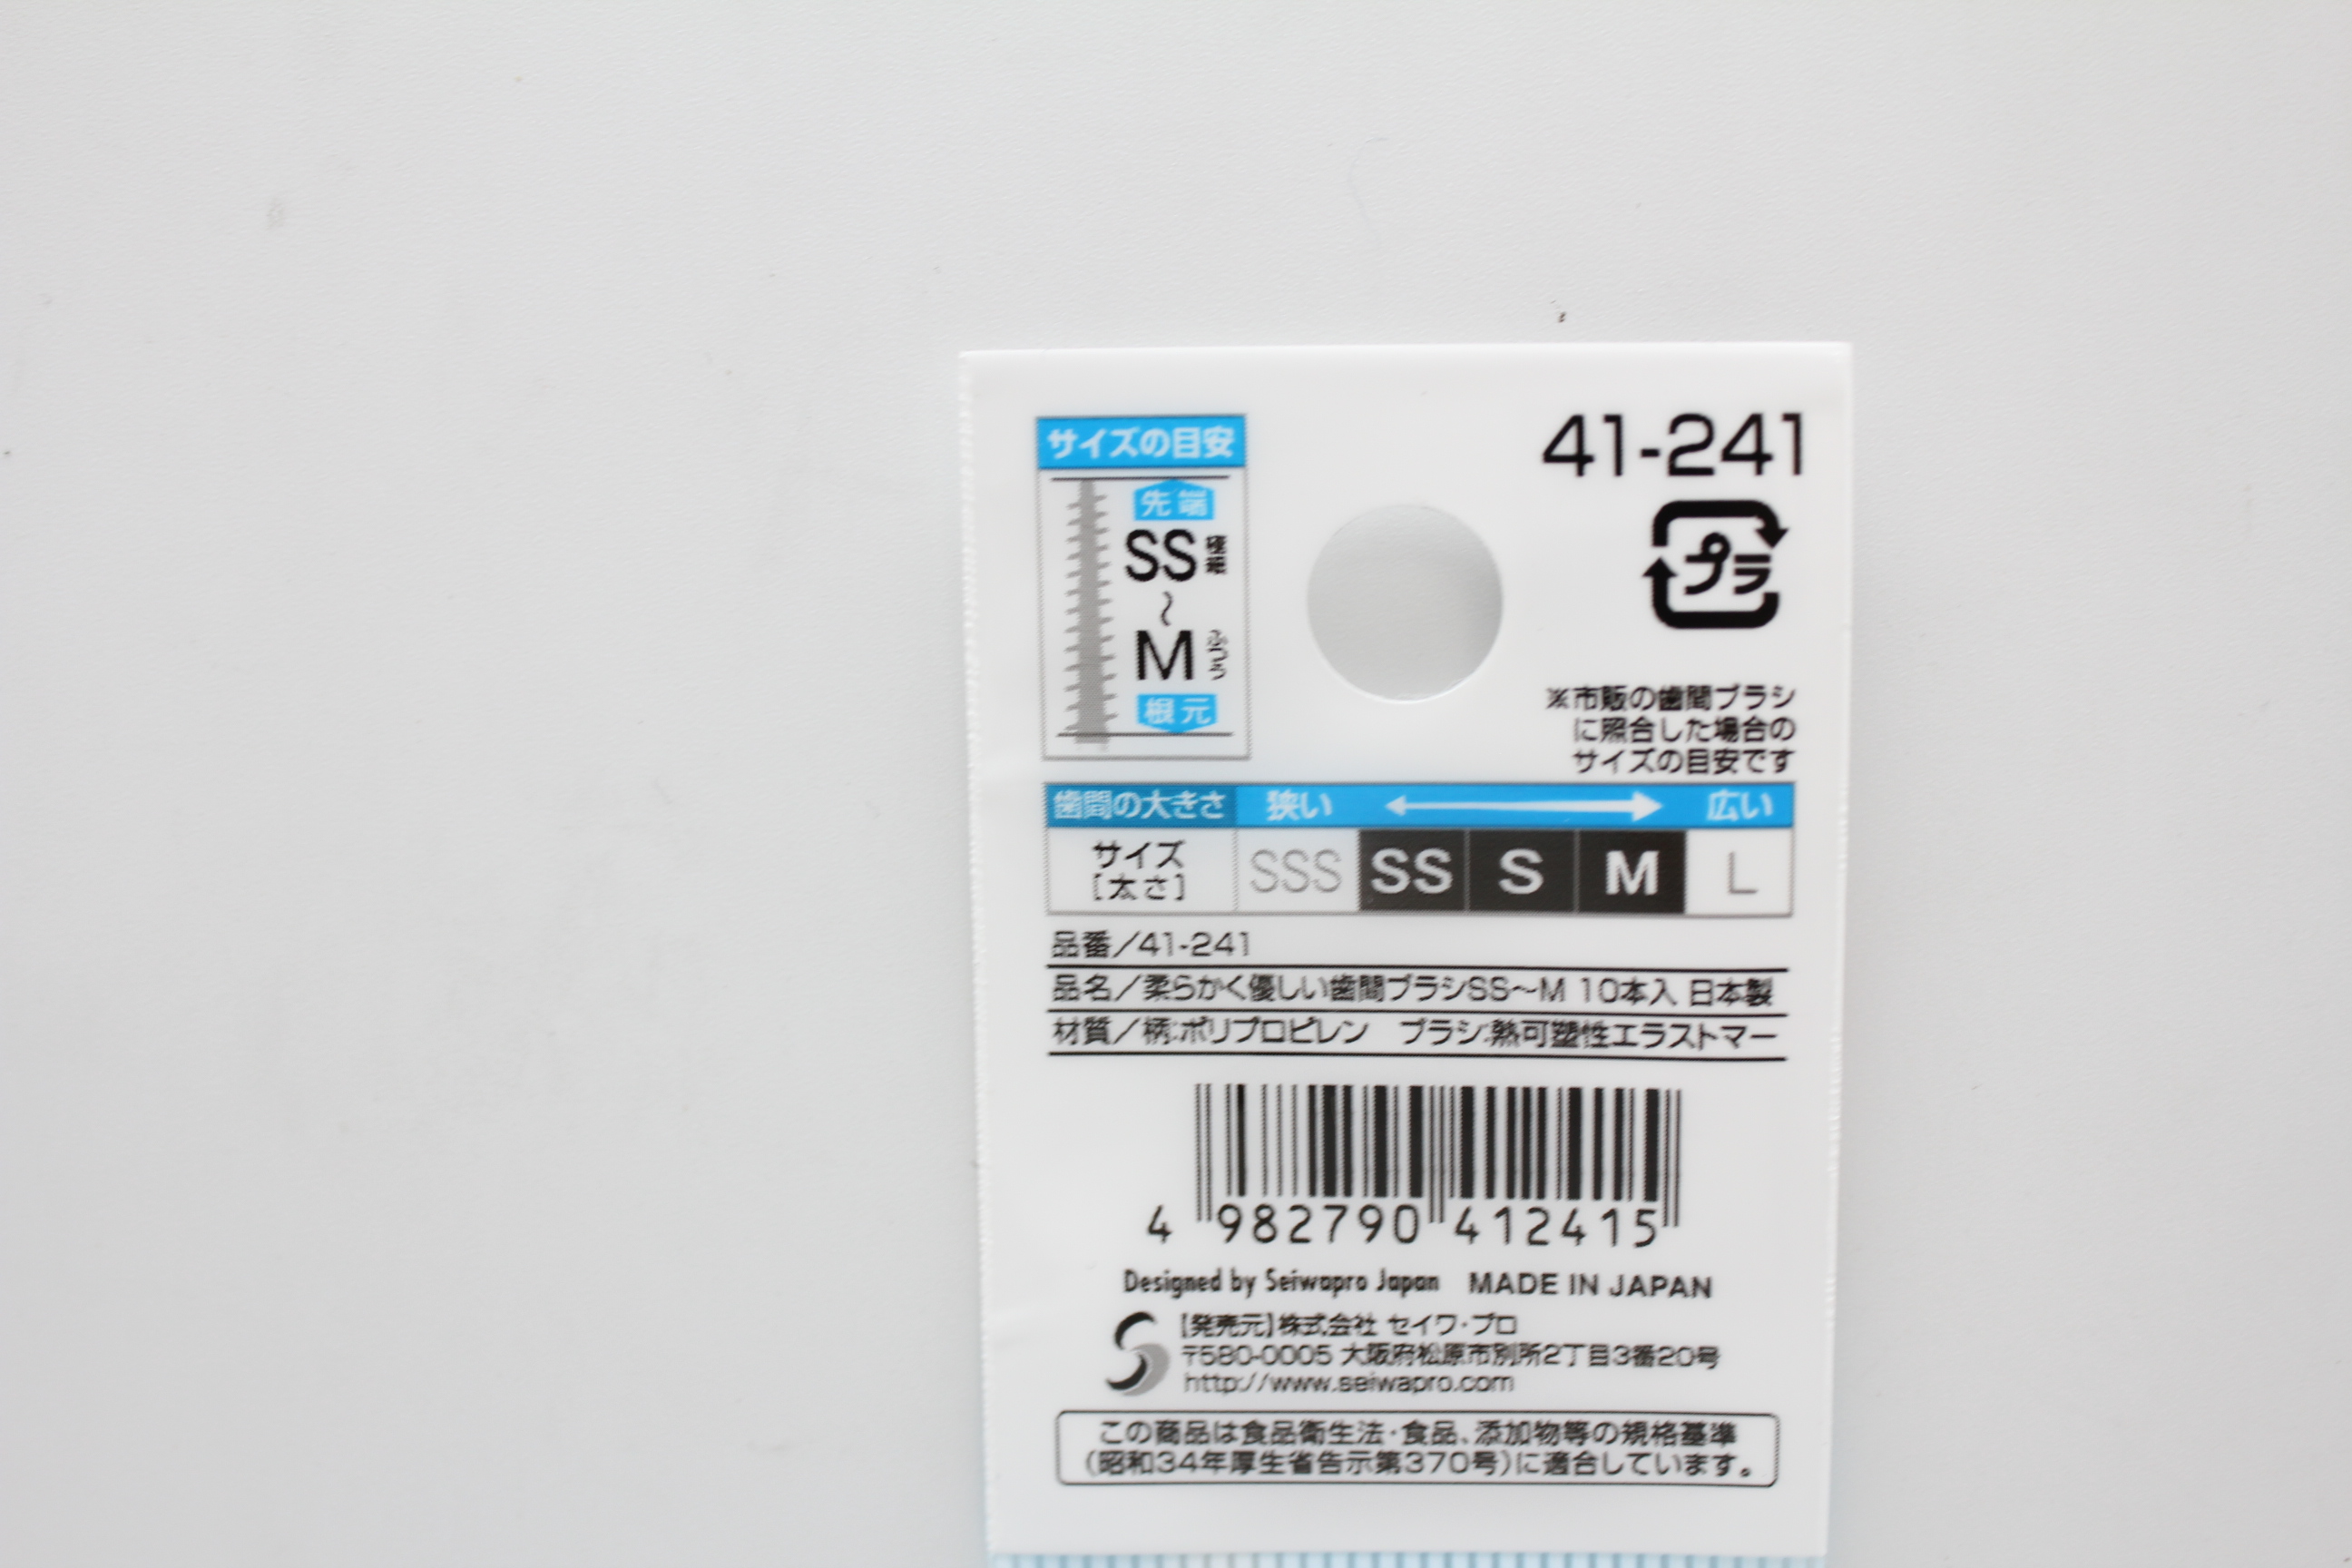 サイズの目安
先端
SS 極細
〜
M ふつう
根元
41-241
プラ
※市販の歯間ブラシ
に照合した場合の
サイズの目安です
歯間の大きさ 狭い 広い
サイズ
[太さ]
SSS SS S M L
品番／41-241
品名／柔らかく優しい歯間ブラシSS〜M 10本入 日本製
材質／柄:ポリプロピレン ブラシ:熱可塑性エラストマー
4 982790 412415
Designed by Seiwapro Japan MADE IN JAPAN
【発売元】株式会社 セイワ・プロ
〒580-0005 大阪府松原市別所2丁目3番20号
http://www.seiwapro.com
この商品は食品衛生法・食品、添加物等の規格基準
(昭和34年厚生省告示第370号)に適合しています。